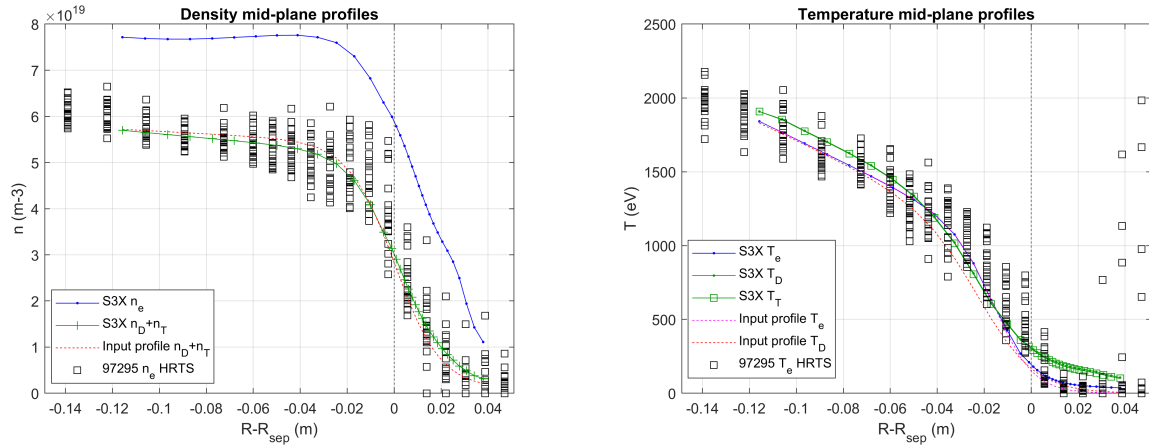 Density mid-plane profiles
×10^19
8
7
6
5
4
3
2
1
0
n (m-3)
S3X n_e
S3X n_D+n_T
Input profile n_D+n_T
97295 n_e HRTS
-0.14 -0.12 -0.1 -0.08 -0.06 -0.04 -0.02 0 0.02 0.04
R-R_sep (m)
Temperature mid-plane profiles
2500
2000
1500
1000
500
0
T (eV)
S3X T_e
S3X T_D
S3X T_T
Input profile T_e
Input profile T_D
97295 T_e HRTS
-0.14 -0.12 -0.1 -0.08 -0.06 -0.04 -0.02 0 0.02 0.04
R-R_sep (m)